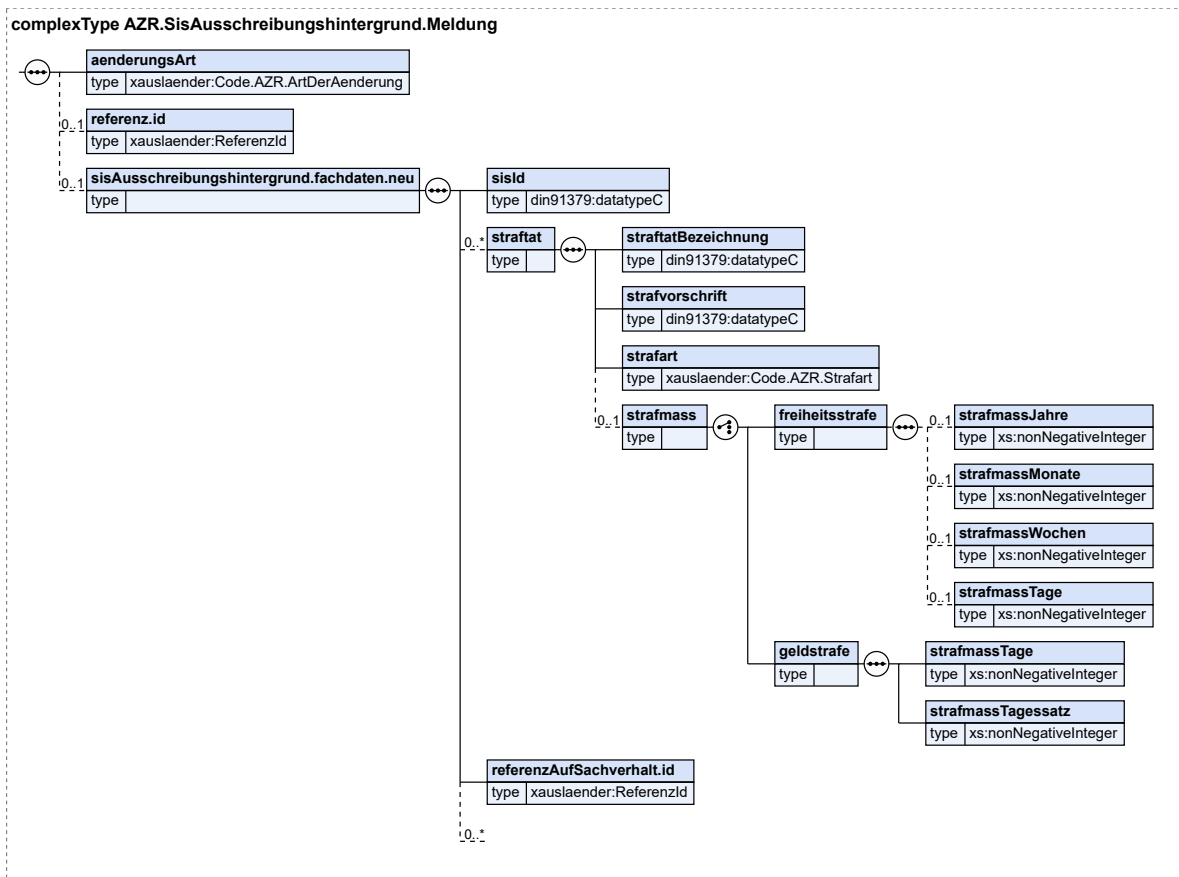 complexType AZR.SisAusschreibungshintergrund.Meldung
aenderungsArt
type xauslaender:Code.AZR.ArtDerAenderung
0..1
referenz.id
type xauslaender:ReferenzId
0..1
sisAusschreibungshintergrund.fachdaten.neu
type
sisId
type din91379:datatypeC
0..*
straftat
type
straftatBezeichnung
type din91379:datatypeC
strafvorschrift
type din91379:datatypeC
strafart
type xauslaender:Code.AZR.Strafart
0..1
strafmass
type
freiheitsstrafe
type
0..1
strafmassJahre
type xs:nonNegativeInteger
0..1
strafmassMonate
type xs:nonNegativeInteger
0..1
strafmassWochen
type xs:nonNegativeInteger
0..1
strafmassTage
type xs:nonNegativeInteger
geldstrafe
type
strafmassTage
type xs:nonNegativeInteger
strafmassTagessatz
type xs:nonNegativeInteger
referenzAufSachverhalt.id
type xauslaender:ReferenzId
0..*